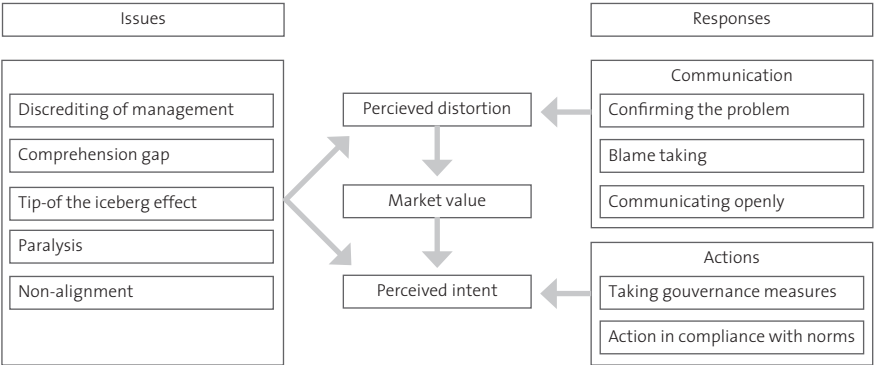 Issues
Responses
Discrediting of management
Comprehension gap
Tip-of the iceberg effect
Paralysis
Non-alignment
Percieved distortion
Market value
Perceived intent
Communication
Confirming the problem
Blame taking
Communicating openly
Actions
Taking gouvernance measures
Action in compliance with norms